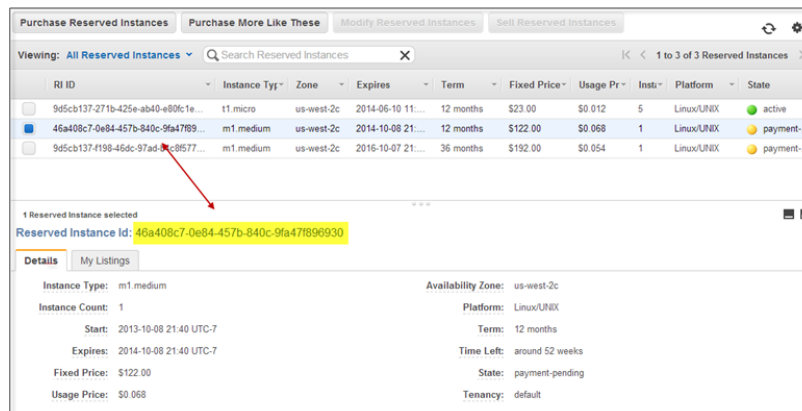 Purchase Reserved Instances Purchase More Like These Modify Reserved Instances Sell Reserved Instances
Viewing: All Reserved Instances Search Reserved Instances X 1 to 3 of 3 Reserved Instances
RI ID Instance Typ Zone Expires Term Fixed Price Usage Pr Insta Platform State
9d5cb137-271b-425e-ab40-e80fc1e... t1.micro us-west-2c 2014-06-10 11:... 12 months $23.00 $0.012 5 Linux/UNIX active
46a408c7-0e84-457b-840c-9fa47f89... m1.medium us-west-2c 2014-10-08 21:... 12 months $122.00 $0.068 1 Linux/UNIX payment-
9d5cb137-f198-46dc-97ad- m1.medium us-west-2c 2016-10-07 21:... 36 months $192.00 $0.054 1 Linux/UNIX payment-
1 Reserved Instance selected
Reserved Instance Id: 46a408c7-0e84-457b-840c-9fa47f896930
Details My Listings
Instance Type: m1.medium Availability Zone: us-west-2c
Instance Count: 1 Platform: Linux/UNIX
Start: 2013-10-08 21:40 UTC-7 Term: 12 months
Expires: 2014-10-08 21:40 UTC-7 Time Left: around 52 weeks
Fixed Price: $122.00 State: payment-pending
Usage Price: $0.068 Tenancy: default